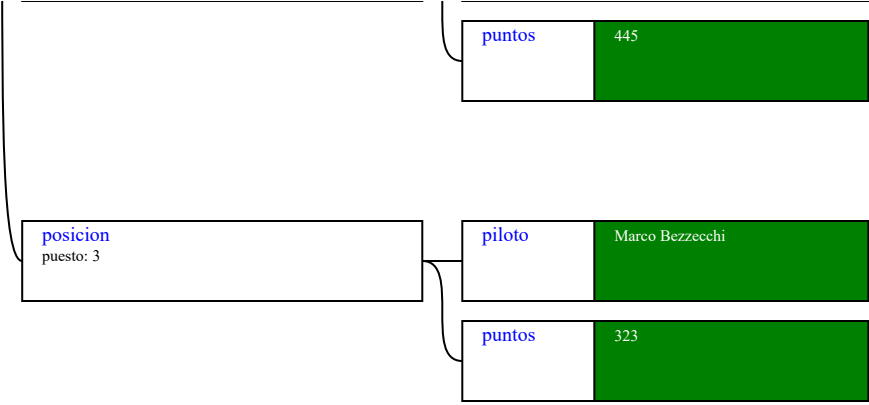 puntos 445
posicion
puesto: 3
piloto Marco Bezzecchi
puntos 323